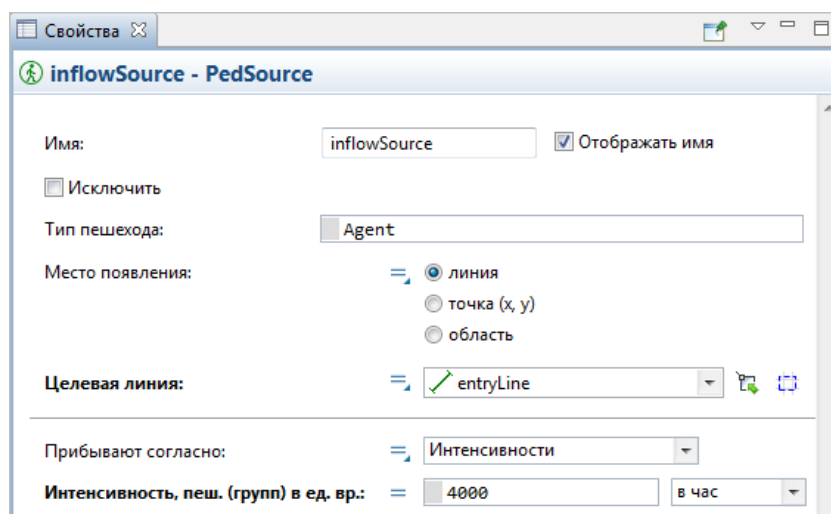 Свойства
inflowSource - PedSource
Имя: inflowSource Отображать имя
Исключить
Тип пешехода: Agent
Место появления: линия
точка (x, y)
область
Целевая линия: entryLine
Прибывают согласно: Интенсивности
Интенсивность, пеш. (групп) в ед. вр.: 4000 в час